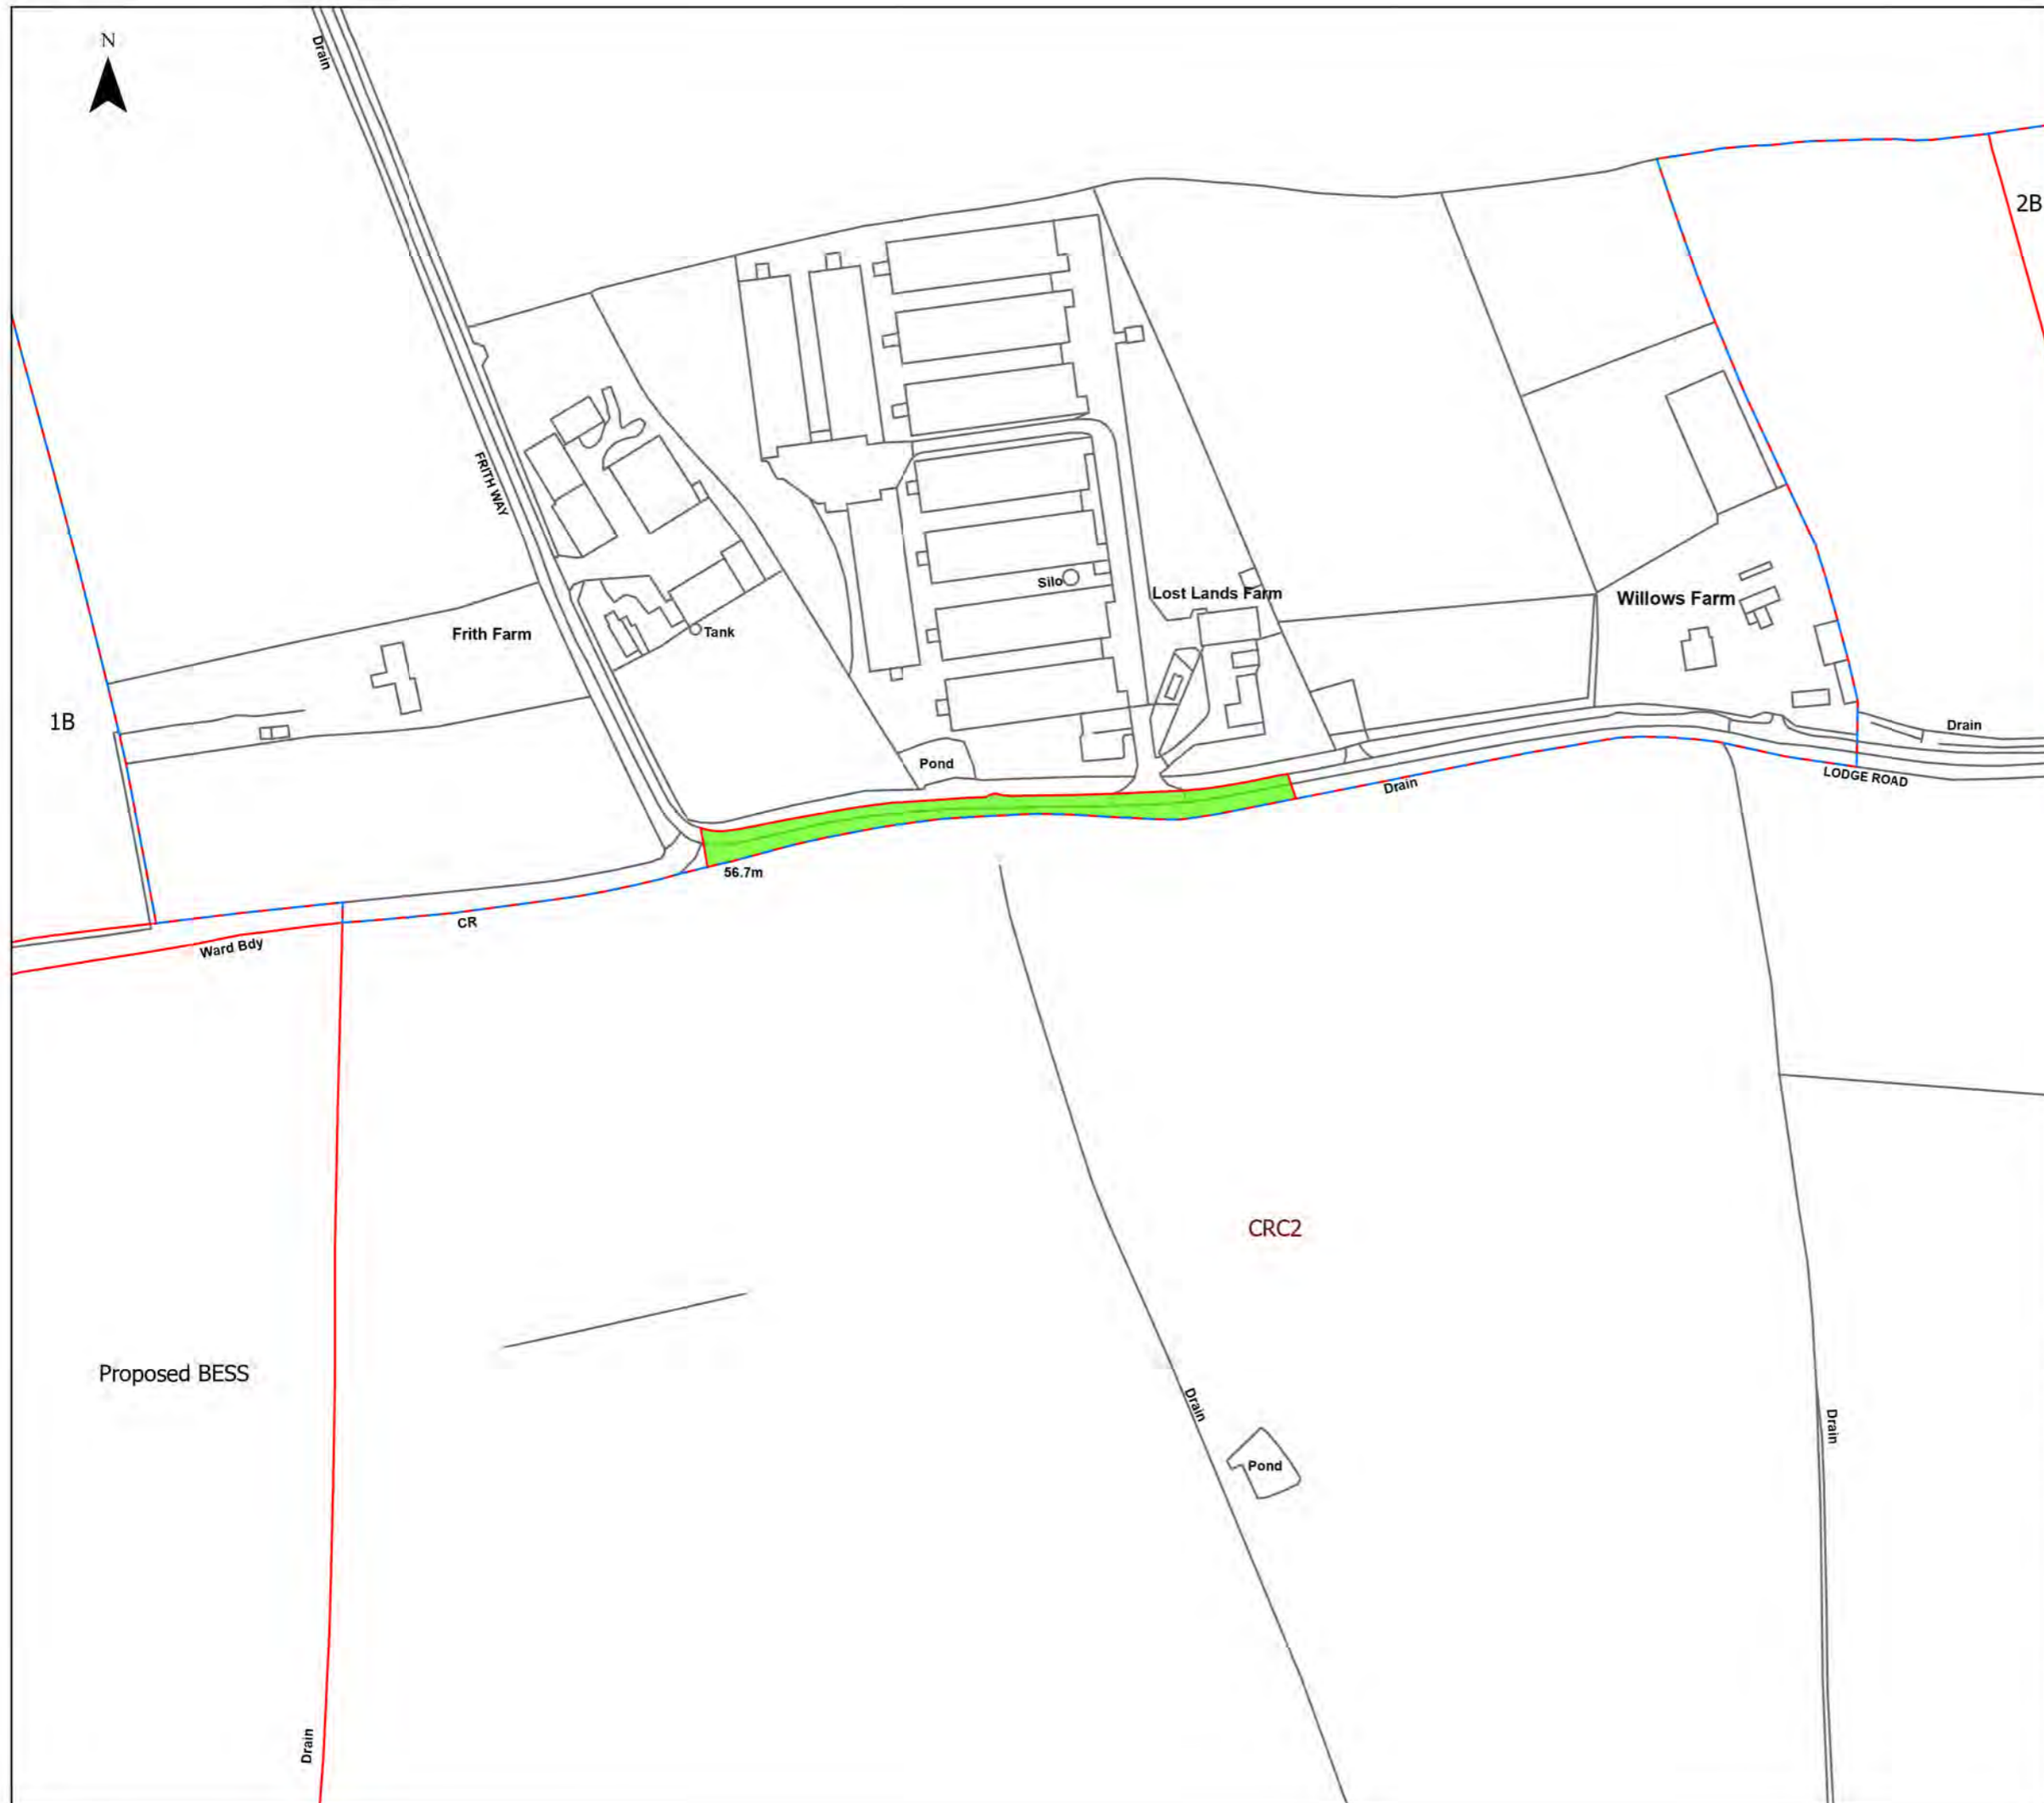 N
Drain
2B
FRITH WAY
Silo
Lost Lands Farm
Willows Farm
Frith Farm
Tank
1B
Pond
Drain
LODGE ROAD
Drain
56.7m
CR
Ward Bdy
CRC2
Proposed BESS
Drain
Drain
Pond
Drain